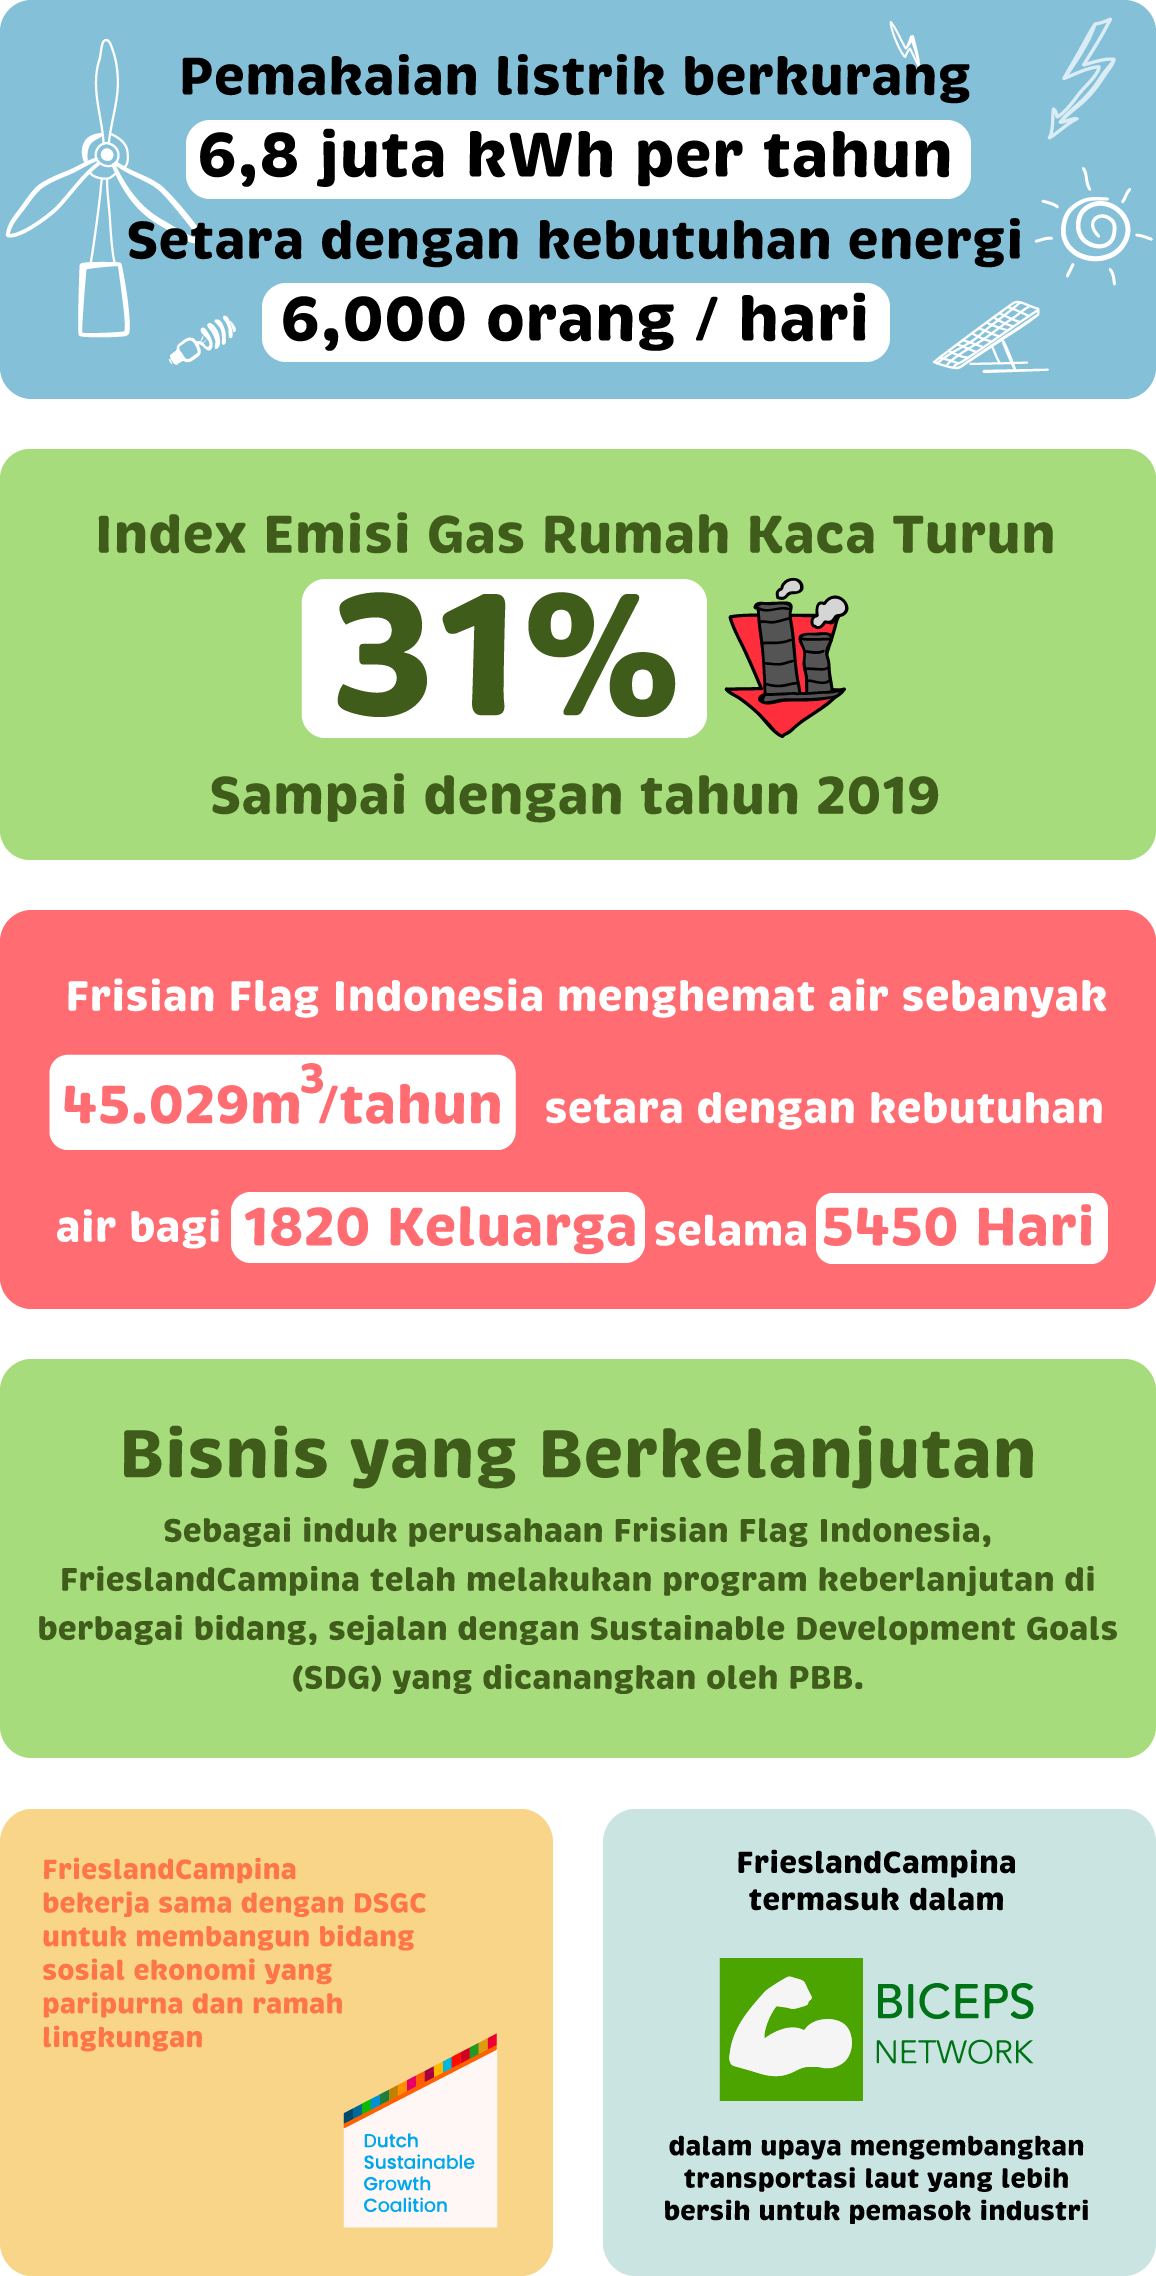 Pemakaian listrik berkurang
6,8 juta kWh per tahun
Setara dengan kebutuhan energi
6,000 orang / hari
Index Emisi Gas Rumah Kaca Turun
31%
Sampai dengan tahun 2019
Frisian Flag Indonesia menghemat air sebanyak
45.029m³/tahun setara dengan kebutuhan
air bagi 1820 Keluarga selama 5450 Hari
Bisnis yang Berkelanjutan
Sebagai induk perusahaan Frisian Flag Indonesia,
FrieslandCampina telah melakukan program keberlanjutan di
berbagai bidang, sejalan dengan Sustainable Development Goals
(SDG) yang dicanangkan oleh PBB.
FrieslandCampina
bekerja sama dengan DSGC
untuk membangun bidang
sosial ekonomi yang
paripurna dan ramah
lingkungan
Dutch
Sustainable
Growth
Coalition
FrieslandCampina
termasuk dalam
BICEPS
NETWORK
dalam upaya mengembangkan
transportasi laut yang lebih
bersih untuk pemasok industri